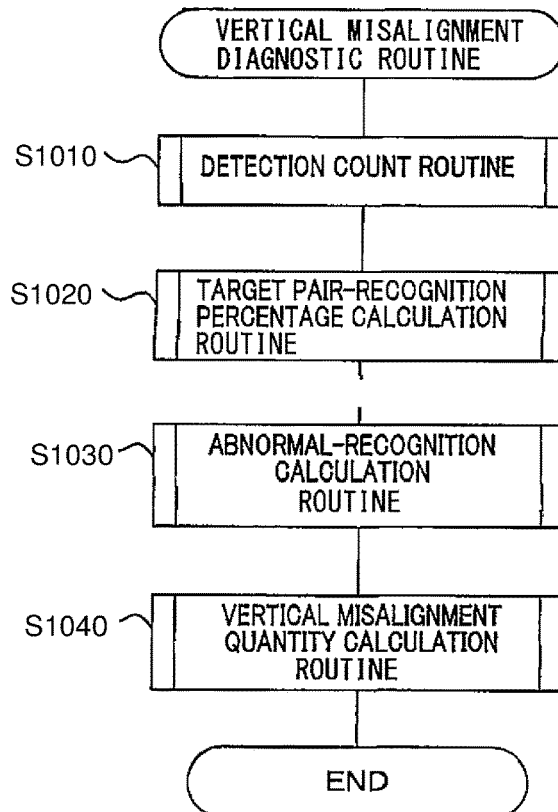 VERTICAL MISALIGNMENT
DIAGNOSTIC ROUTINE
S1010
DETECTION COUNT ROUTINE
S1020
TARGET PAIR-RECOGNITION
PERCENTAGE CALCULATION
ROUTINE
S1030
ABNORMAL-RECOGNITION
CALCULATION
ROUTINE
S1040
VERTICAL MISALIGNMENT
QUANTITY CALCULATION
ROUTINE
END